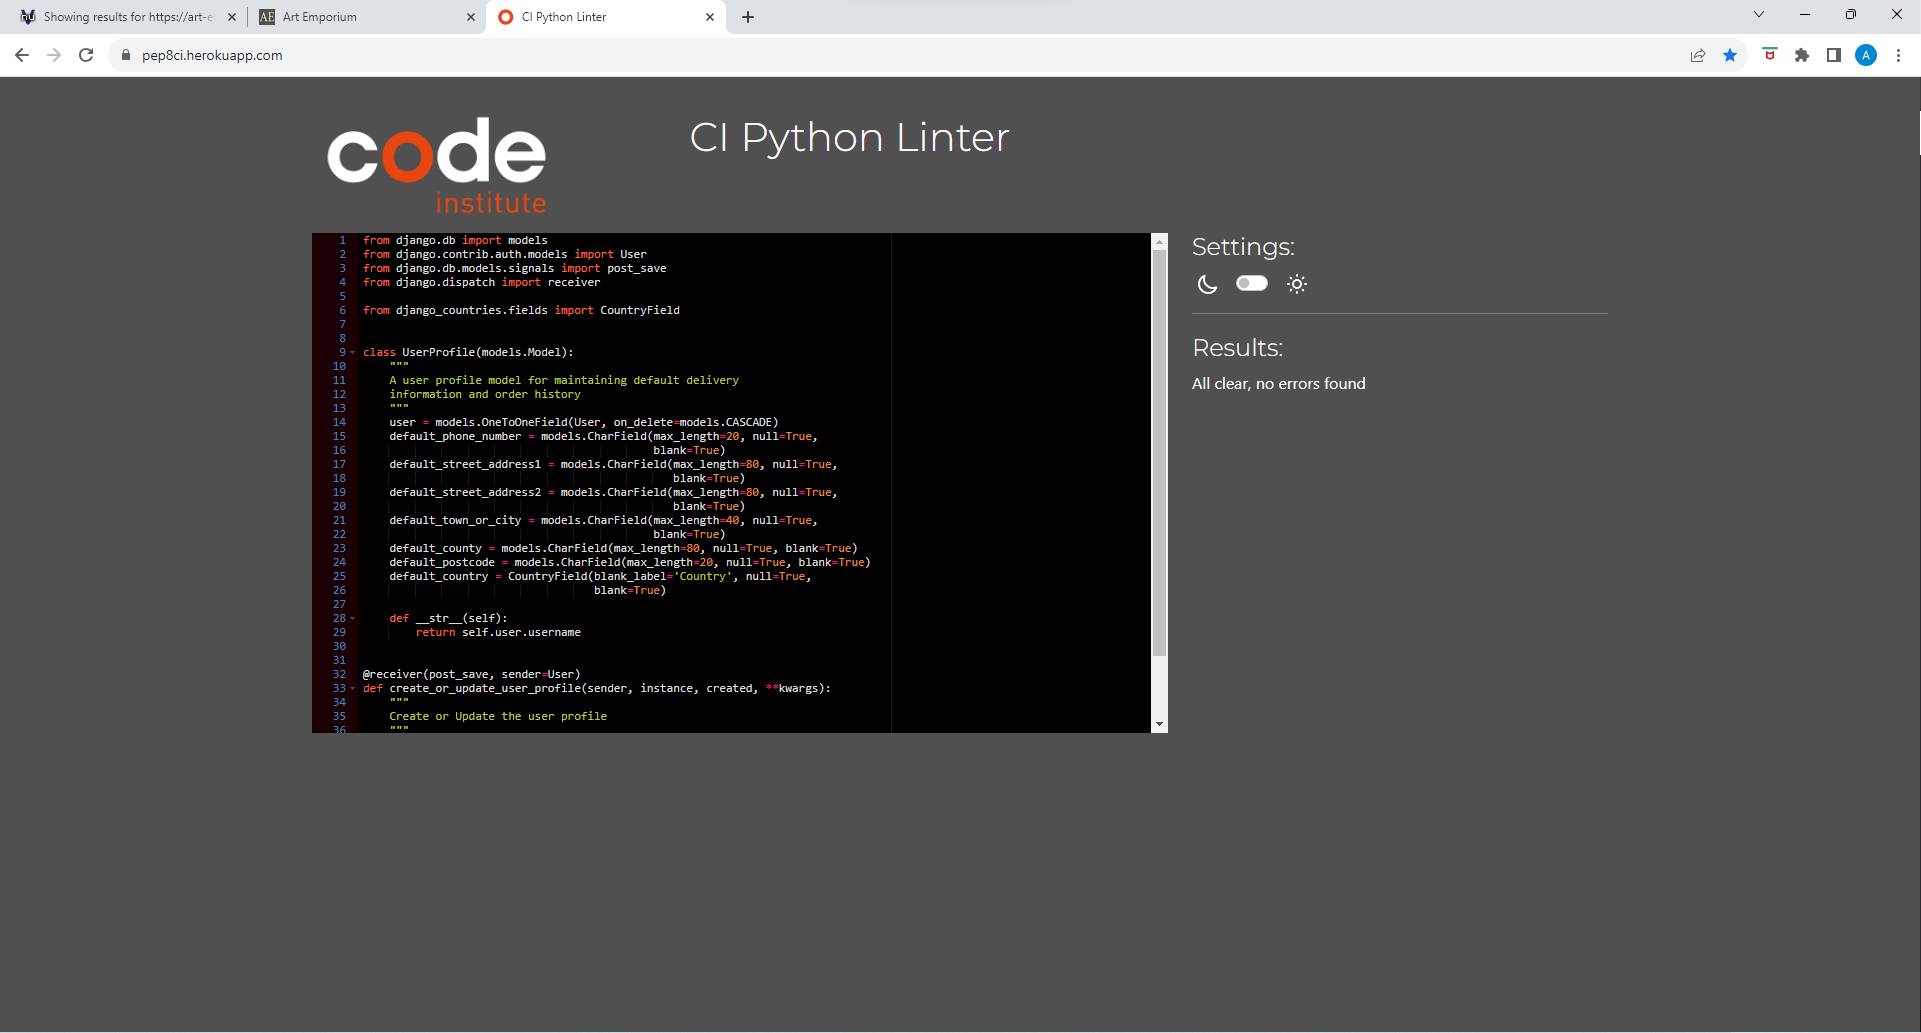 Showing results for https://art-e
Art Emporium
CI Python Linter
pep8ci.herokuapp.com
A
code
institute
CI Python Linter
1 from django.db import models
2 from django.contrib.auth.models import User
3 from django.db.models.signals import post_save
4 from django.dispatch import receiver
5
6 from django_countries.fields import CountryField
7
8
9 class UserProfile(models.Model):
10     """
11     A user profile model for maintaining default delivery
12     information and order history
13     """
14     user = models.OneToOneField(User, on_delete=models.CASCADE)
15     default_phone_number = models.CharField(max_length=20, null=True,
16                                             blank=True)
17     default_street_address1 = models.CharField(max_length=80, null=True,
18                                                blank=True)
19     default_street_address2 = models.CharField(max_length=80, null=True,
20                                                blank=True)
21     default_town_or_city = models.CharField(max_length=40, null=True,
22                                             blank=True)
23     default_county = models.CharField(max_length=80, null=True, blank=True)
24     default_postcode = models.CharField(max_length=20, null=True, blank=True)
25     default_country = CountryField(blank_label='Country', null=True,
26                                    blank=True)
27
28     def __str__(self):
29         return self.user.username
30
31
32 @receiver(post_save, sender=User)
33 def create_or_update_user_profile(sender, instance, created, **kwargs):
34     """
35     Create or Update the user profile
36     """
Settings:
Results:
All clear, no errors found